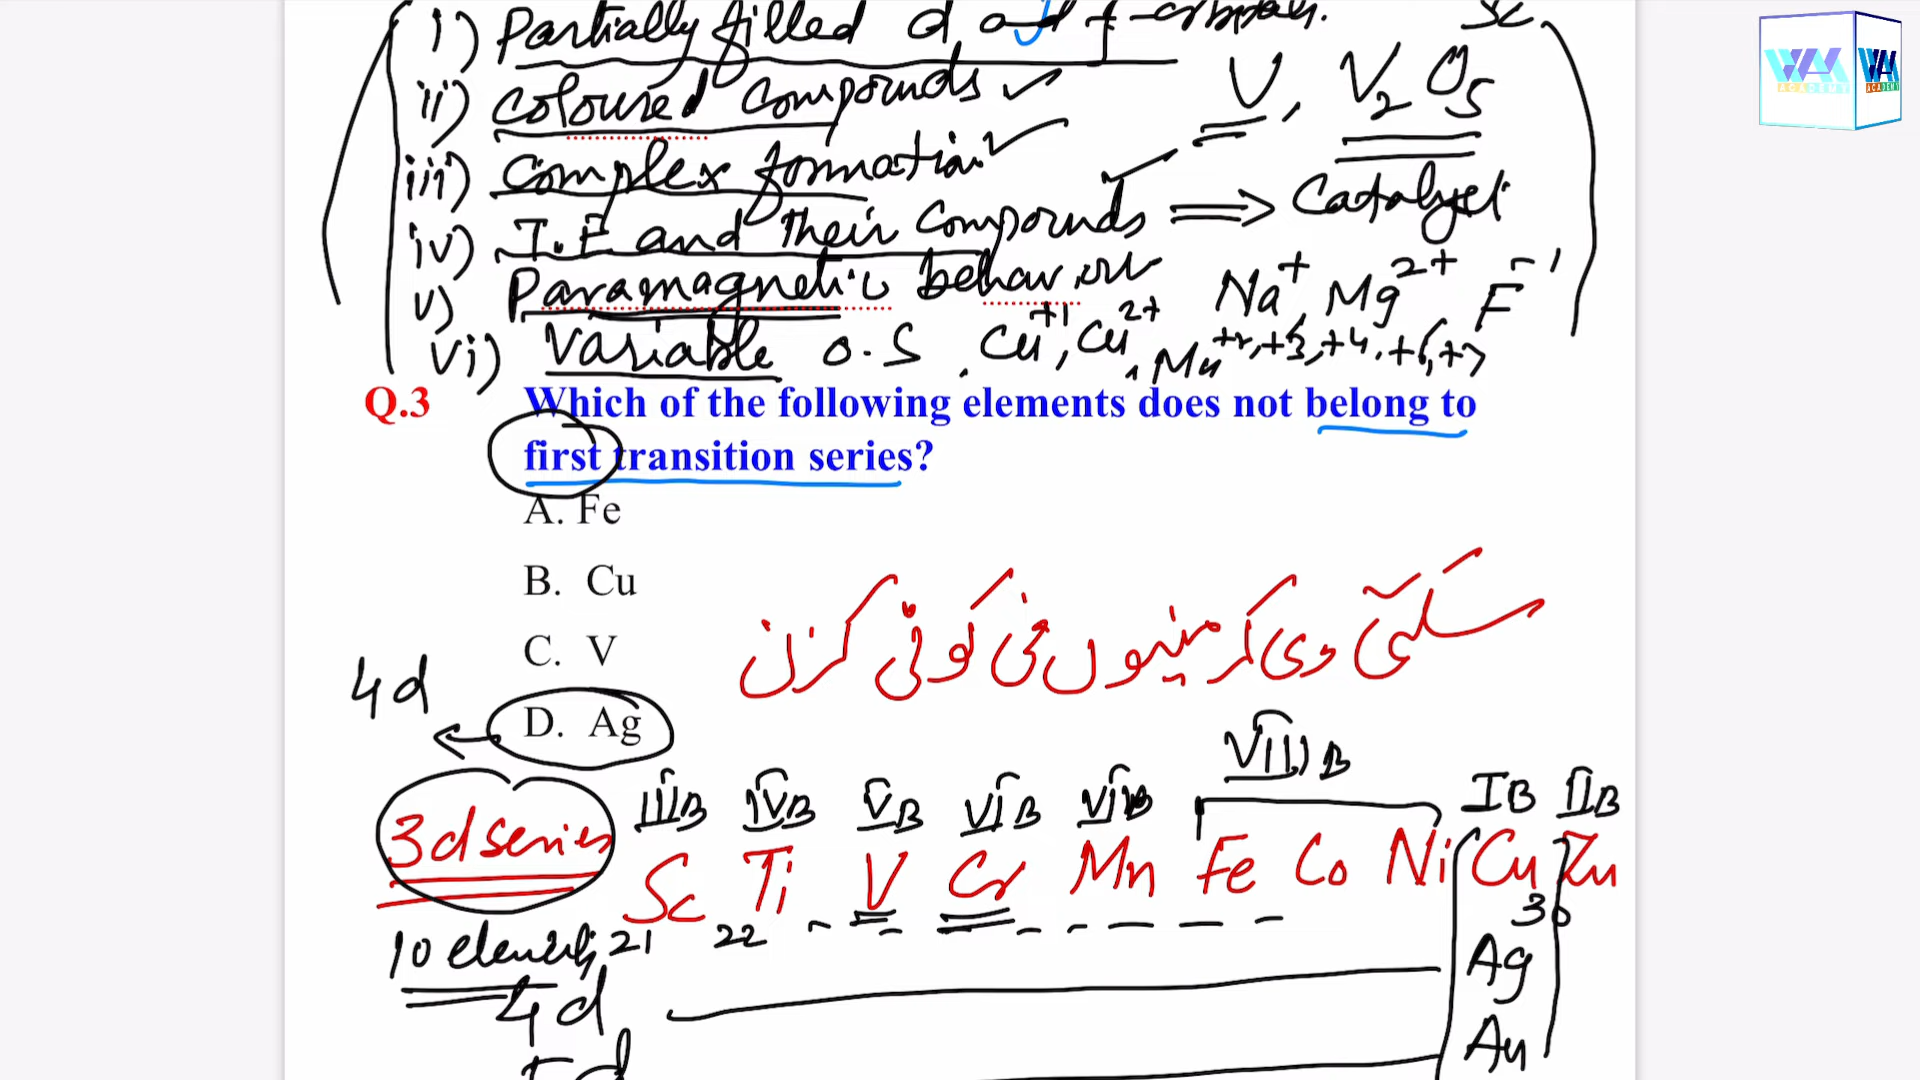 i) Partially filled d and f-orbitals. Sc
ii) Coloured Compounds ✓ V, V2O5
iii) Complex formation ✓
iv) I.E and their Compounds ⇒ Catalyst
v) Paramagnetic behaviour Na+, Mg2+ F-1
vi) Variable O.S, Cu+1, Cu2+, Mn+2,+3,+4,+6,+7
Q.3 Which of the following elements does not belong to
first transition series?
A. Fe
B. Cu
C. V
4d ← D. Ag
VIIIB
IIIB IVB VB VIB VIIB IB IIB
3d series Sc Ti V Cr Mn Fe Co Ni Cu Zn
10 elements 21 22 30
4d Ag
5d Au
WM ACADEMY